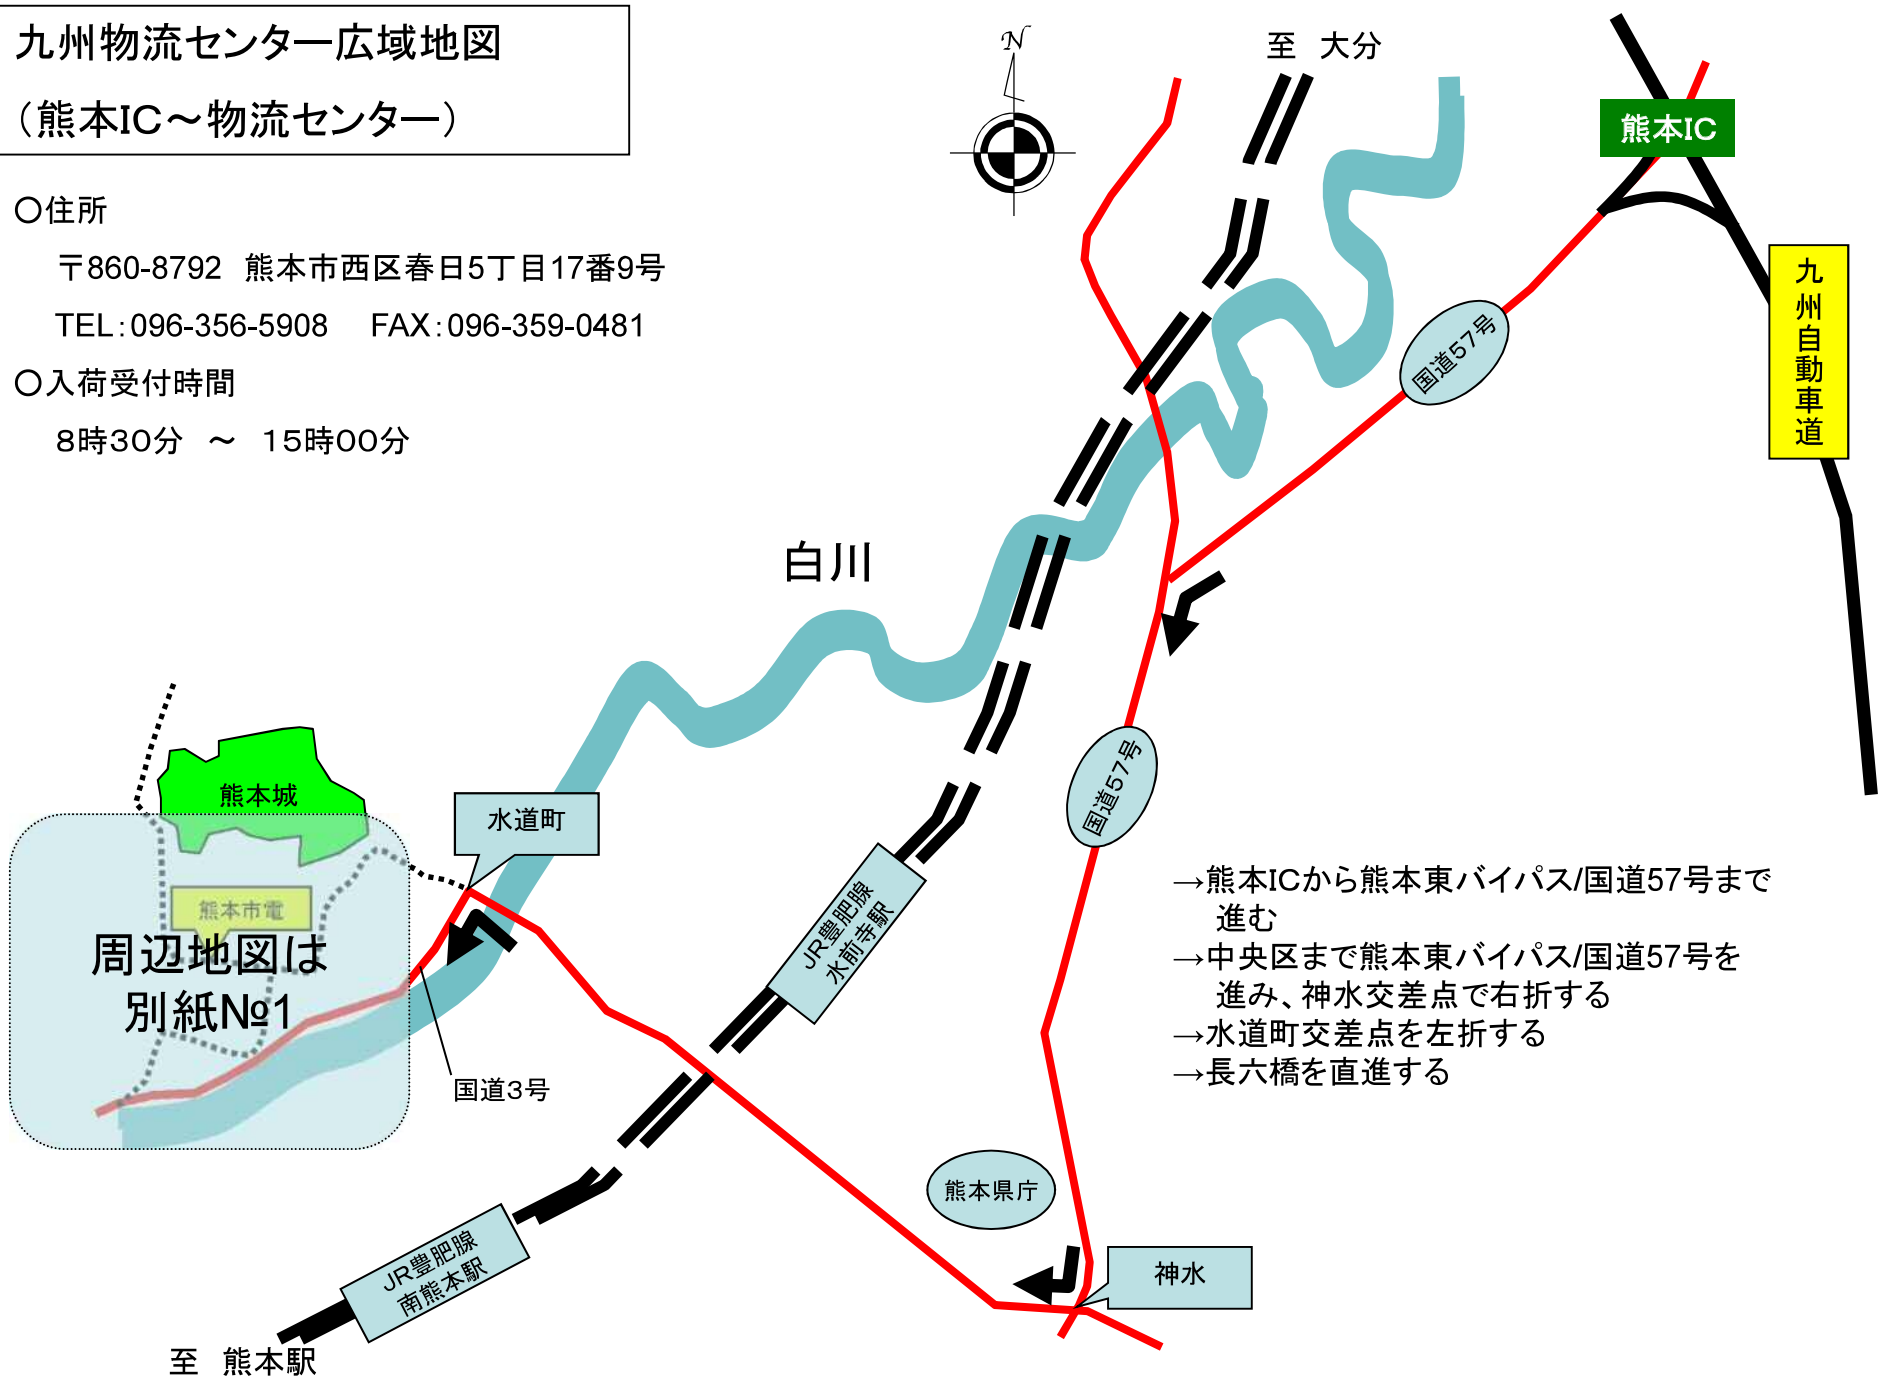 九州物流センター広域地図
（熊本IC～物流センター）
N
至　大分
熊本IC
〇住所
〒860-8792　熊本市西区春日5丁目17番9号
TEL：096-356-5908　FAX：096-359-0481
〇入荷受付時間
8時30分　～　15時00分
九州自動車道
国道57号
白川
国道57号
熊本城
水道町
熊本市電
周辺地図は
別紙№1
JR豊肥腺
水前寺駅
国道3号
→熊本ICから熊本東バイパス/国道57号まで
進む
→中央区まで熊本東バイパス/国道57号を
進み、神水交差点で右折する
→水道町交差点を左折する
→長六橋を直進する
熊本県庁
神水
JR豊肥腺
南熊本駅
至　熊本駅